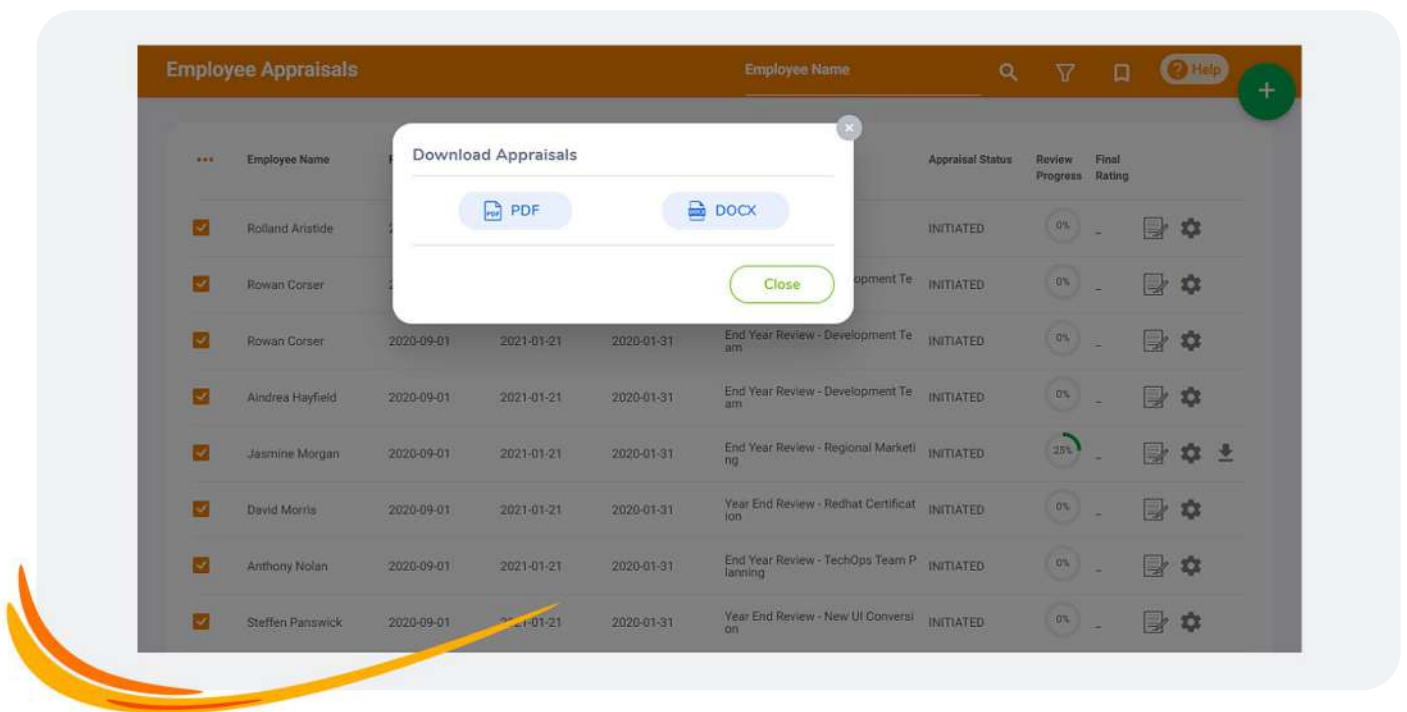 Employee Appraisals Employee Name Help
+
Download Appraisals
PDF PDF DOCX DOCX
Close
Employee Name Appraisal Status Review Final
Progress Rating
Rolland Aristide INITIATED 0% -
Rowan Corser opment Te INITIATED 0% -
Rowan Corser 2020-09-01 2021-01-21 2020-01-31 End Year Review - Development Te INITIATED 0% -
am
Aindrea Hayfield 2020-09-01 2021-01-21 2020-01-31 End Year Review - Development Te INITIATED 0% -
am
Jasmine Morgan 2020-09-01 2021-01-21 2020-01-31 End Year Review - Regional Marketi INITIATED 25% -
ng
David Morris 2020-09-01 2021-01-21 2020-01-31 Year End Review - Redhat Certificat INITIATED 0% -
ion
Anthony Nolan 2020-09-01 2021-01-21 2020-01-31 End Year Review - TechOps Team P INITIATED 0% -
lanning
Steffen Panswick 2020-09-01 2021-01-21 2020-01-31 Year End Review - New UI Conversi INITIATED 0% -
on